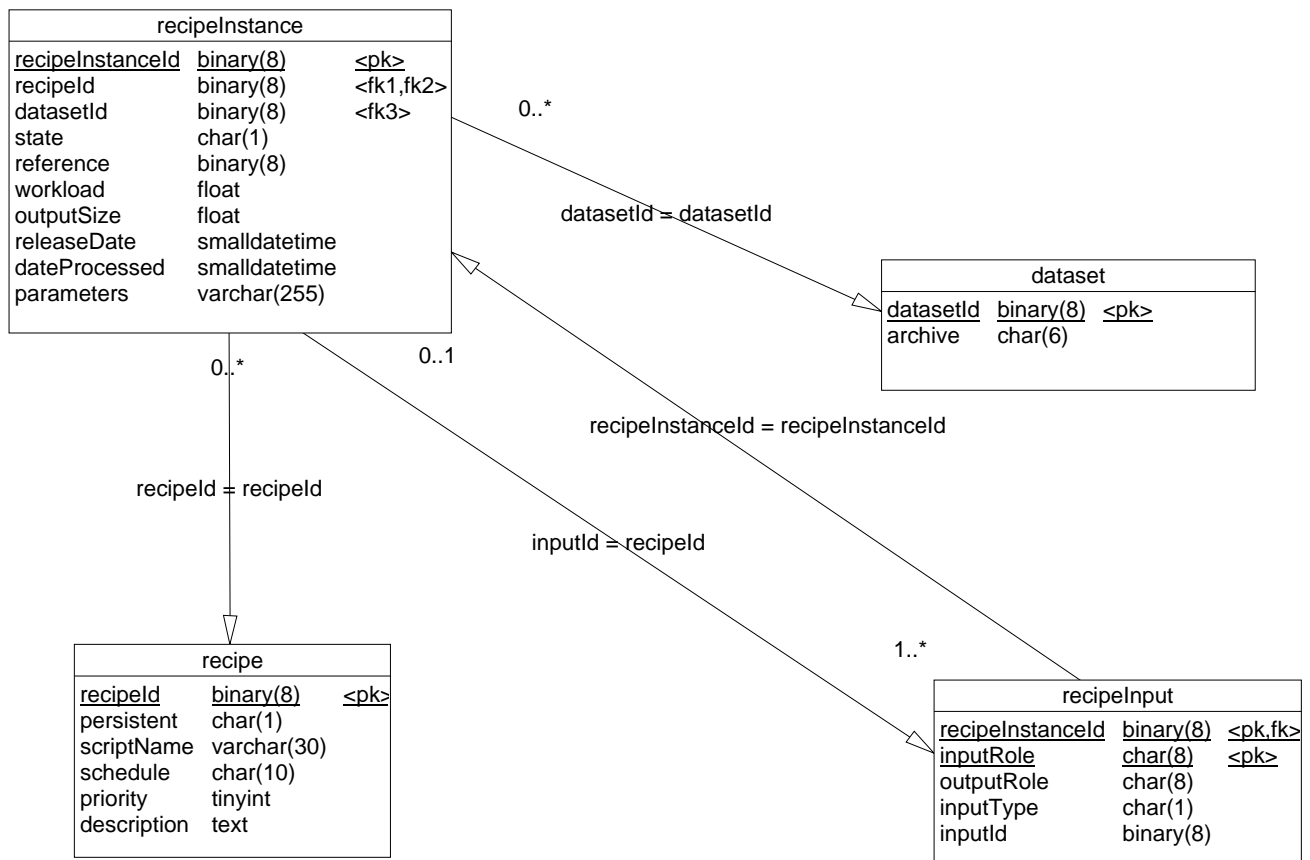 recipeInstance
recipeInstanceId binary(8) <pk>
recipeId binary(8) <fk1,fk2>
datasetId binary(8) <fk3>
state char(1)
reference binary(8)
workload float
outputSize float
releaseDate smalldatetime
dateProcessed smalldatetime
parameters varchar(255)
0..*
datasetId = datasetId
dataset
datasetId binary(8) <pk>
archive char(6)
0..*
0..1
recipeInstanceId = recipeInstanceId
recipeId = recipeId
inputId = recipeId
1..*
recipe
recipeId binary(8) <pk>
persistent char(1)
scriptName varchar(30)
schedule char(10)
priority tinyint
description text
recipeInput
recipeInstanceId binary(8) <pk,fk>
inputRole char(8) <pk>
outputRole char(8)
inputType char(1)
inputId binary(8)